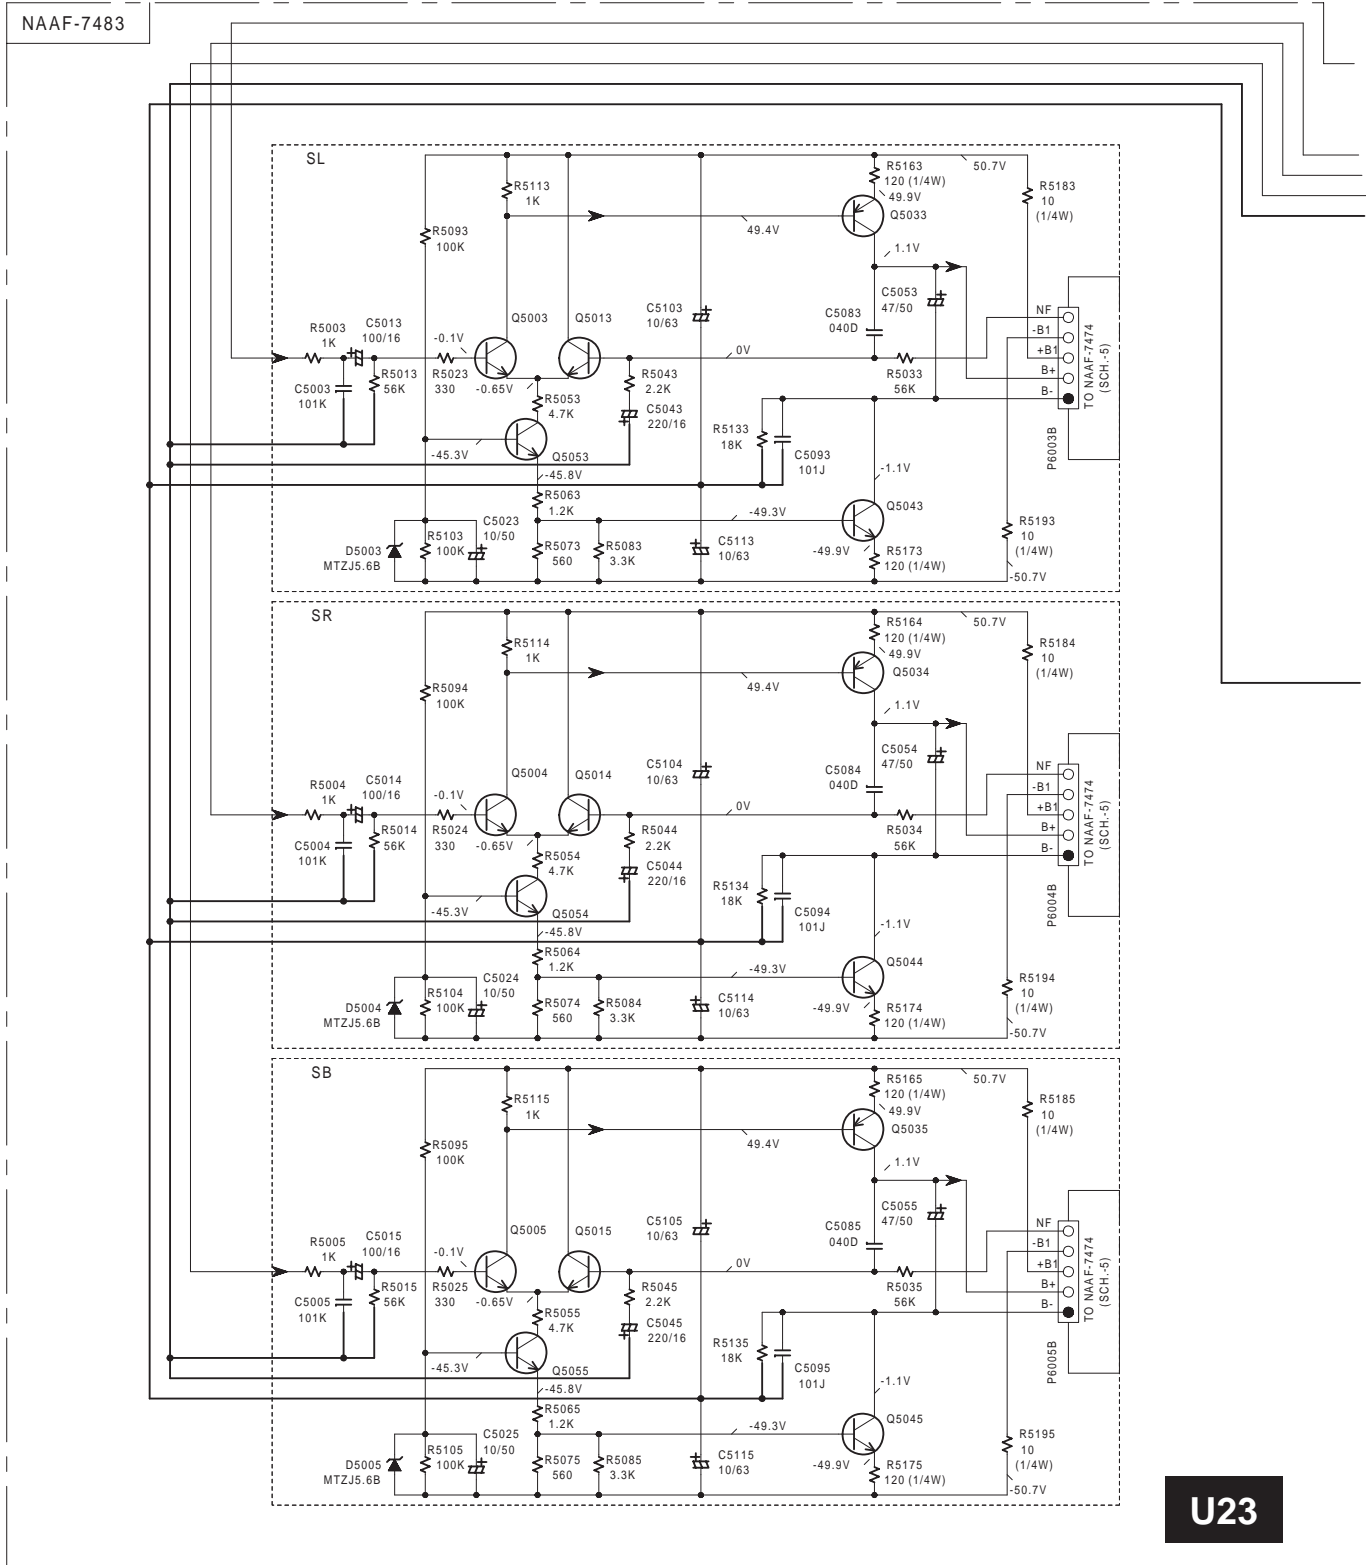 NAAF-7483
SL
R5113
1K
R5163
120 (1/4W)
49.9V
Q5033
50.7V
R5183
10
(1/4W)
R5093
100K
49.4V
1.1V
C5053
47/50
C5083
040D
C5103
10/63
Q5003
Q5013
R5003
1K
C5013
100/16
-0.1V
0V
NF
-B1
+B1
B+
B-
TO NAAF-7474
(SCH.-5)
P6003B
C5003
101K
R5013
56K
R5023
330
-0.65V
R5043
2.2K
R5033
56K
R5053
4.7K
C5043
220/16
R5133
18K
C5093
101J
-45.3V
Q5053
-45.8V
-1.1V
R5063
1.2K
Q5043
-49.3V
R5193
10
(1/4W)
D5003
MTZJ5.6B
R5103
100K
C5023
10/50
R5073
560
R5083
3.3K
C5113
10/63
-49.9V
R5173
120 (1/4W)
-50.7V
SR
R5114
1K
R5164
120 (1/4W)
49.9V
Q5034
50.7V
R5184
10
(1/4W)
R5094
100K
49.4V
1.1V
C5054
47/50
C5084
040D
C5104
10/63
Q5004
Q5014
R5004
1K
C5014
100/16
-0.1V
0V
NF
-B1
+B1
B+
B-
TO NAAF-7474
(SCH.-5)
P6004B
C5004
101K
R5014
56K
R5024
330
-0.65V
R5044
2.2K
R5034
56K
R5054
4.7K
C5044
220/16
R5134
18K
C5094
101J
-45.3V
Q5054
-45.8V
-1.1V
R5064
1.2K
Q5044
-49.3V
R5194
10
(1/4W)
D5004
MTZJ5.6B
R5104
100K
C5024
10/50
R5074
560
R5084
3.3K
C5114
10/63
-49.9V
R5174
120 (1/4W)
-50.7V
SB
R5115
1K
R5165
120 (1/4W)
49.9V
Q5035
50.7V
R5185
10
(1/4W)
R5095
100K
49.4V
1.1V
C5055
47/50
C5085
040D
C5105
10/63
Q5005
Q5015
R5005
1K
C5015
100/16
-0.1V
0V
NF
-B1
+B1
B+
B-
TO NAAF-7474
(SCH.-5)
P6005B
C5005
101K
R5015
56K
R5025
330
-0.65V
R5045
2.2K
R5035
56K
R5055
4.7K
C5045
220/16
R5135
18K
C5095
101J
-45.3V
Q5055
-45.8V
-1.1V
R5065
1.2K
Q5045
-49.3V
R5195
10
(1/4W)
D5005
MTZJ5.6B
R5105
100K
C5025
10/50
R5075
560
R5085
3.3K
C5115
10/63
-49.9V
R5175
120 (1/4W)
-50.7V
U23